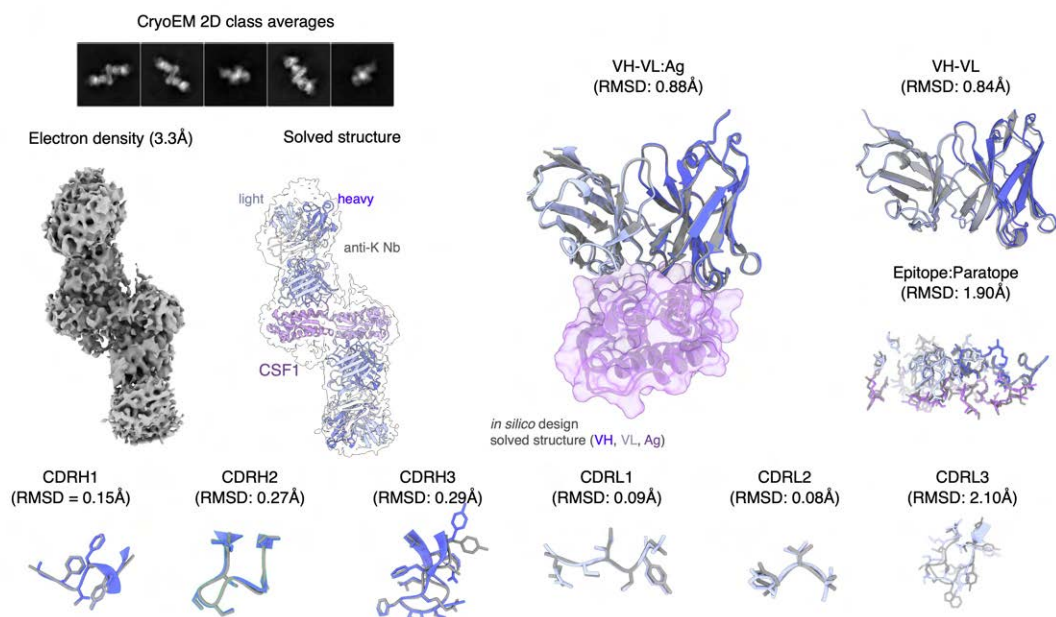 CryoEM 2D class averages
Electron density (3.3Å)
Solved structure
light
heavy
anti-K Nb
CSF1
VH-VL:Ag
(RMSD: 0.88Å)
in silico design
solved structure (VH, VL, Ag)
VH-VL
(RMSD: 0.84Å)
Epitope:Paratope
(RMSD: 1.90Å)
CDRH1
(RMSD = 0.15Å)
CDRH2
(RMSD: 0.27Å)
CDRH3
(RMSD: 0.29Å)
CDRL1
(RMSD: 0.09Å)
CDRL2
(RMSD: 0.08Å)
CDRL3
(RMSD: 2.10Å)